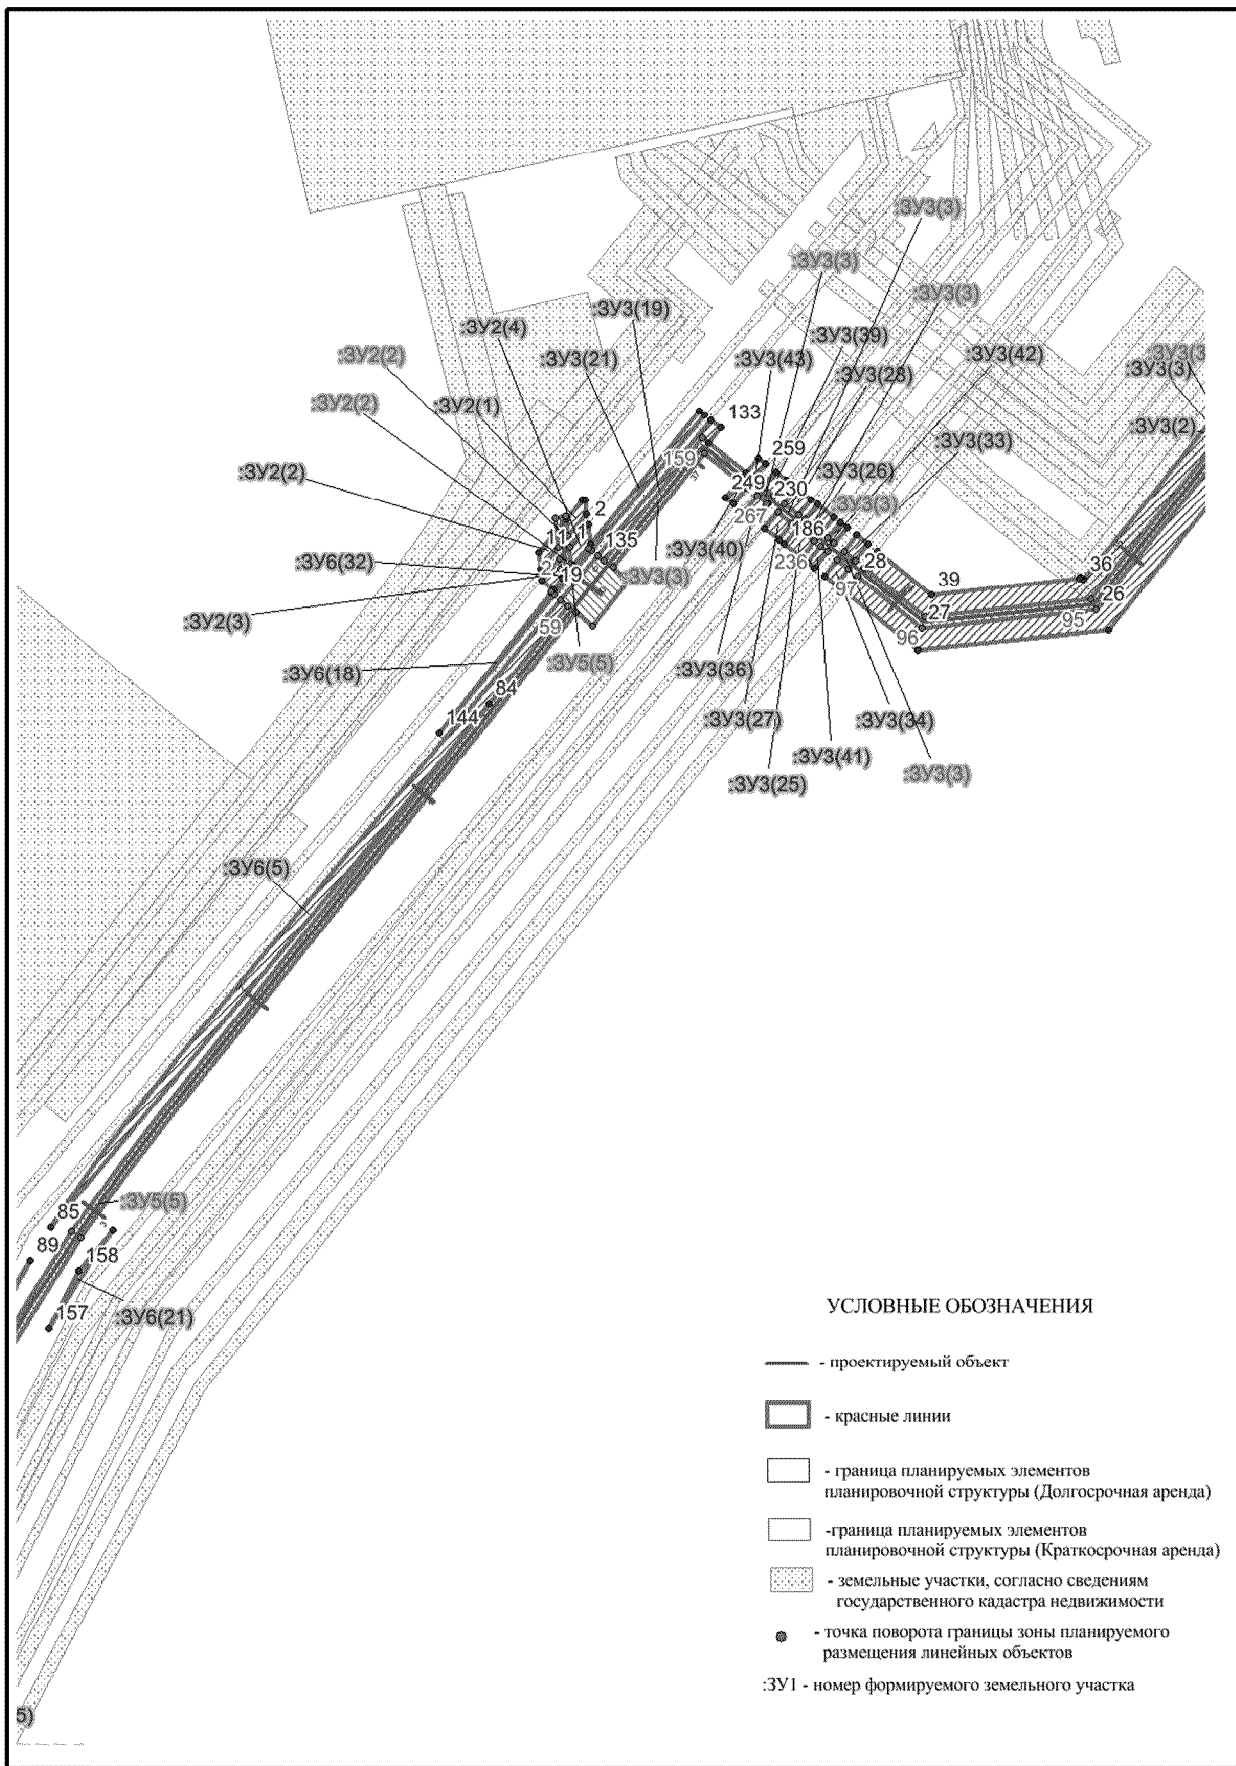 :ЗУ3(3)
:ЗУ3(3)
:ЗУ3(3)
:ЗУ3(19)
:ЗУ2(4)
:ЗУ3(39)
:ЗУ2(2)
:ЗУ3(21)
:ЗУ3(43)
:ЗУ3(42)
:ЗУ3(3)
:ЗУ3(28)
:ЗУ2(2)
:ЗУ2(1)
133
:ЗУ3(2)
:ЗУ3(33)
259
159
:ЗУ2(2)
:ЗУ3(26)
249
230
2
:ЗУ3(3)
267
186
11
1
135
:ЗУ3(40)
:ЗУ6(32)
236
28
36
19
:ЗУ3(3)
97
39
26
:ЗУ2(3)
59
27
95
96
:ЗУ5(5)
:ЗУ6(18)
:ЗУ3(36)
84
144
:ЗУ3(27)
:ЗУ3(34)
:ЗУ3(41)
:ЗУ3(3)
:ЗУ3(25)
:ЗУ6(5)
:ЗУ5(5)
85
89
158
157
:ЗУ6(21)
УСЛОВНЫЕ ОБОЗНАЧЕНИЯ
- проектируемый объект
- красные линии
- граница планируемых элементов
планировочной структуры (Долгосрочная аренда)
-граница планируемых элементов
планировочной структуры (Краткосрочная аренда)
- земельные участки, согласно сведениям
государственного кадастра недвижимости
- точка поворота границы зоны планируемого
размещения линейных объектов
:ЗУ1 - номер формируемого земельного участка
5)